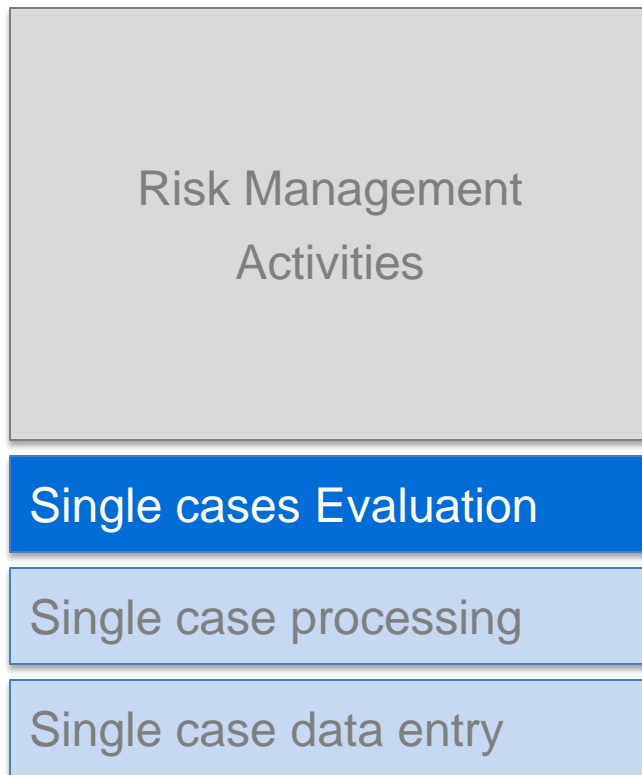 Risk Management
Activities
Single cases Evaluation
Single case processing
Single case data entry